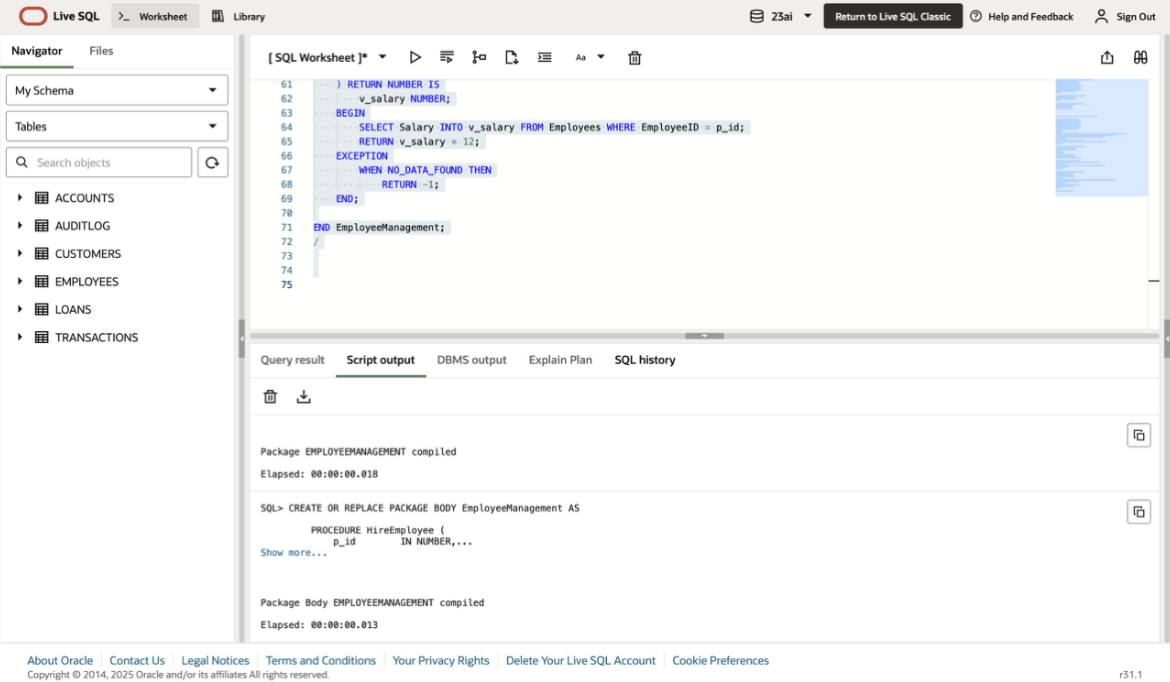 Live SQL
Worksheet
Library
23ai
Return to Live SQL Classic
Help and Feedback
Sign Out
Navigator
Files
My Schema
Tables
Search objects
ACCOUNTS
AUDITLOG
CUSTOMERS
EMPLOYEES
LOANS
TRANSACTIONS
[ SQL Worksheet ]*
Aa
61 ) RETURN NUMBER IS
62 v_salary NUMBER;
63 BEGIN
64 SELECT Salary INTO v_salary FROM Employees WHERE EmployeeID = p_id;
65 RETURN v_salary * 12;
66 EXCEPTION
67 WHEN NO_DATA_FOUND THEN
68 RETURN -1;
69 END;
70
71 END EmployeeManagement;
72 /
73
74
75
Query result
Script output
DBMS output
Explain Plan
SQL history
Package EMPLOYEEMANAGEMENT compiled
Elapsed: 00:00:00.018
SQL> CREATE OR REPLACE PACKAGE BODY EmployeeManagement AS
PROCEDURE HireEmployee (
p_id IN NUMBER,...
Show more...
Package Body EMPLOYEEMANAGEMENT compiled
Elapsed: 00:00:00.013
About Oracle
Contact Us
Legal Notices
Terms and Conditions
Your Privacy Rights
Delete Your Live SQL Account
Cookie Preferences
Copyright © 2014, 2025 Oracle and/or its affiliates All rights reserved.
r31.1